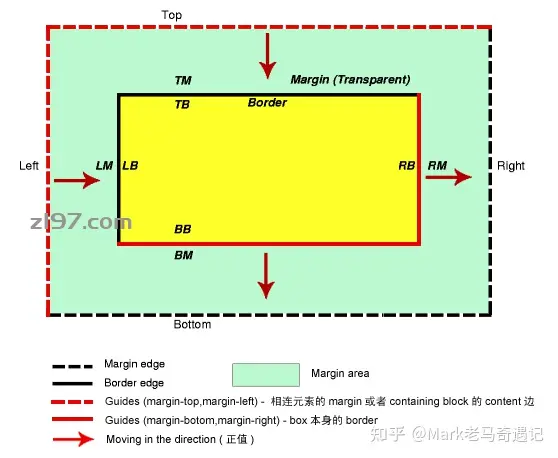 Top
TM Margin (Transparent)
TB Border
Left LM LB RB RM Right
zl97.com
BB
BM
Bottom
Margin edge
Margin area
Border edge
Guides (margin-top,margin-left) - 相连元素的 margin 或者 containing block 的 content 边
Guides (margin-botom,margin-right) - box 本身的 border
Moving in the direction ( 正值 )
知乎 @Mark老马奇遇记